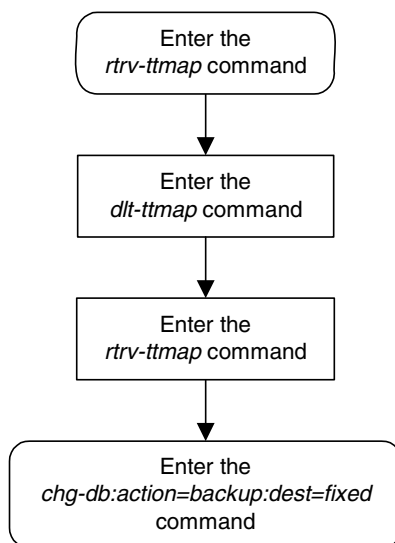 Enter the
rtrv-ttmap command
Enter the
dlt-ttmap command
Enter the
rtrv-ttmap command
Enter the
chg-db:action=backup:dest=fixed
command